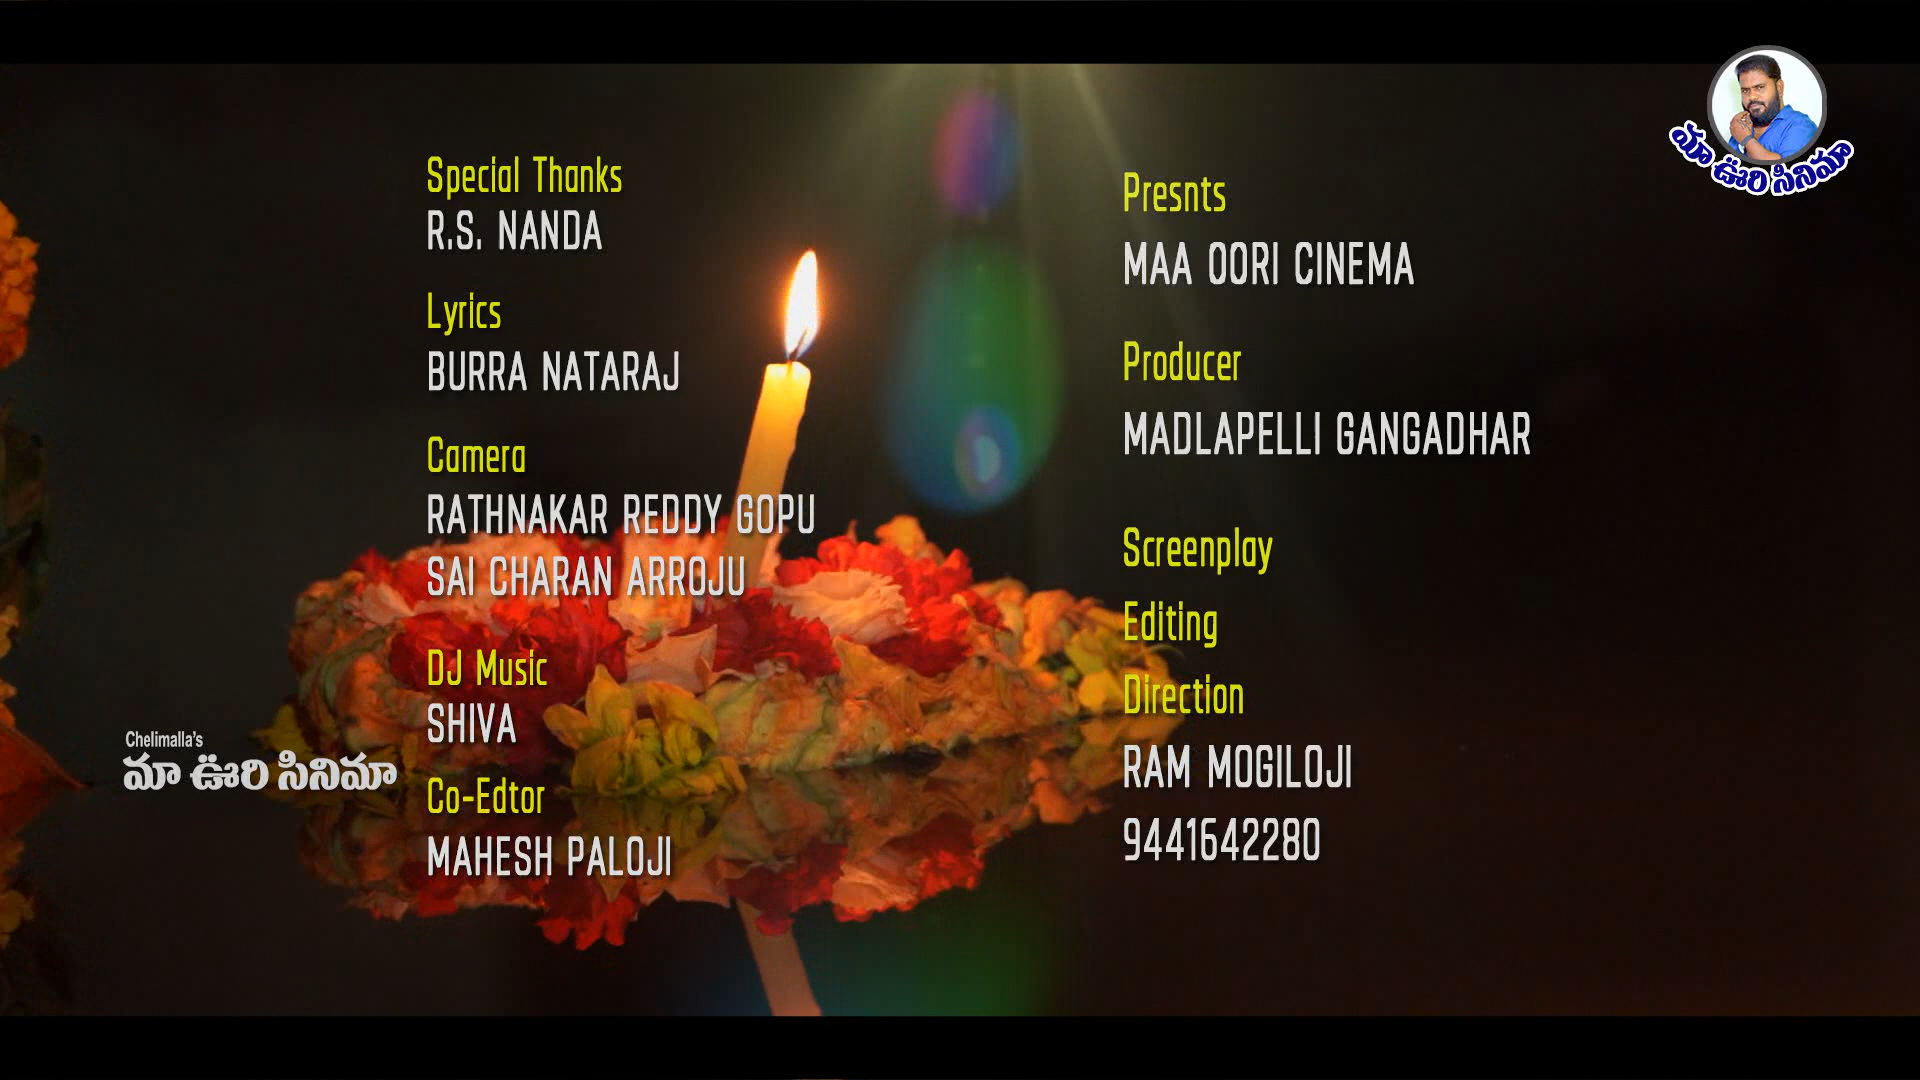 Special Thanks
R.S. NANDA
Lyrics
BURRA NATARAJ
Camera
RATHNAKAR REDDY GOPU
SAI CHARAN ARROJU
DJ Music
SHIVA
Co-Edtor
MAHESH PALOJI
Chelimalla's
మా ఊరి సినిమా
Presnts
MAA OORI CINEMA
Producer
MADLAPELLI GANGADHAR
Screenplay
Editing
Direction
RAM MOGILOJI
9441642280
మా ఊరి సినిమా